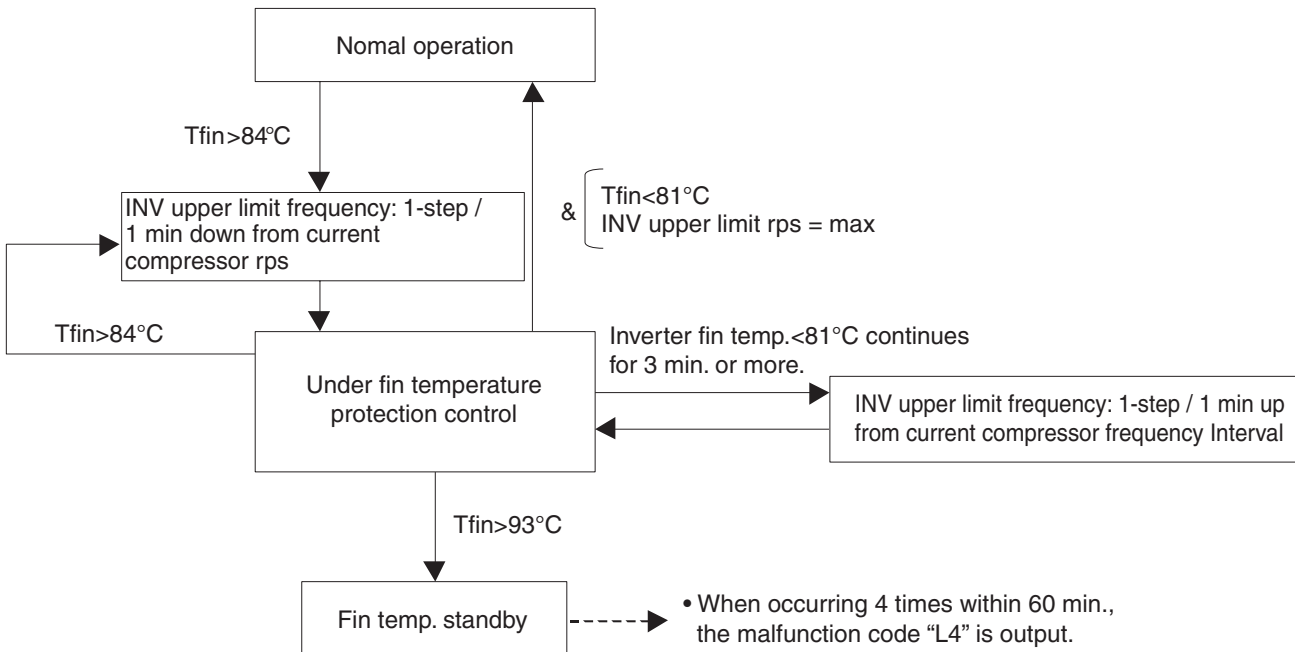 Nomal operation
Tfin>84°C
INV upper limit frequency: 1-step /
1 min down from current
compressor rps
&
Tfin<81°C
INV upper limit rps = max
Tfin>84°C
Under fin temperature
protection control
Inverter fin temp.<81°C continues
for 3 min. or more.
INV upper limit frequency: 1-step / 1 min up
from current compressor frequency Interval
Tfin>93°C
Fin temp. standby
• When occurring 4 times within 60 min.,
the malfunction code “L4” is output.